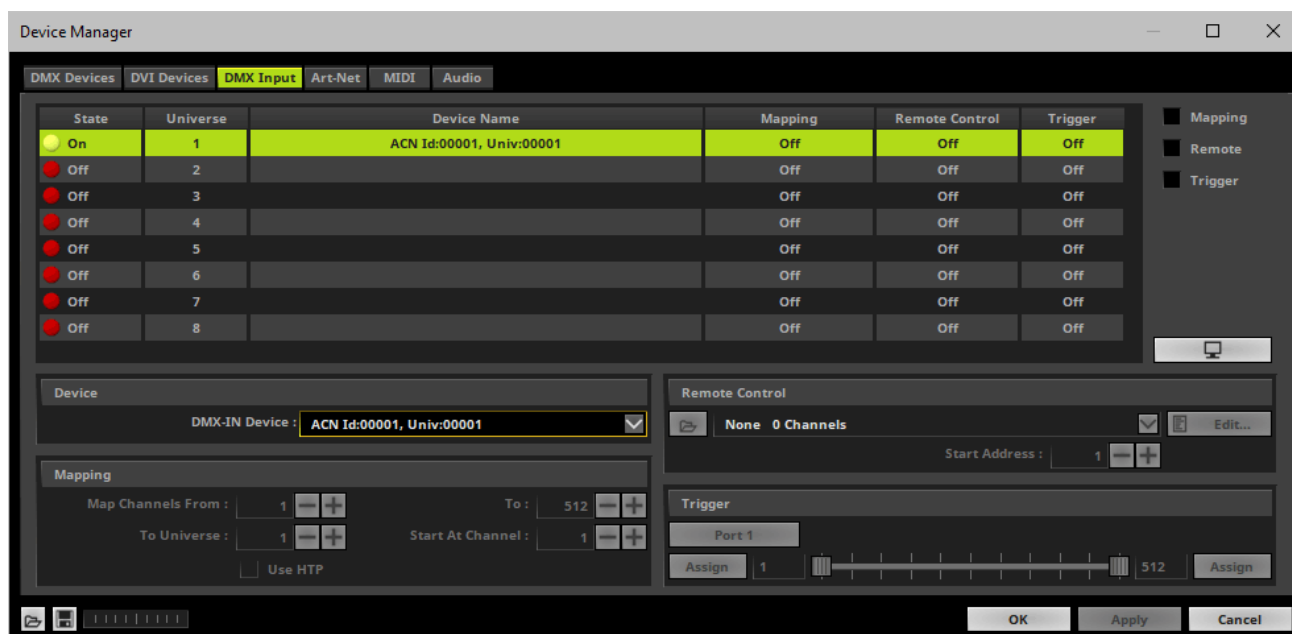 Device Manager
DMX Devices DVI Devices DMX Input Art-Net MIDI Audio
State Universe Device Name Mapping Remote Control Trigger
On 1 ACN Id:00001, Univ:00001 Off Off Off
Off 2 Off Off Off
Off 3 Off Off Off
Off 4 Off Off Off
Off 5 Off Off Off
Off 6 Off Off Off
Off 7 Off Off Off
Off 8 Off Off Off
Mapping
Remote
Trigger
Device
DMX-IN Device : ACN Id:00001, Univ:00001
Mapping
Map Channels From : 1 To : 512
To Universe : 1 Start At Channel : 1
Use HTP
Remote Control
None 0 Channels Edit...
Start Address : 1
Trigger
Port 1
Assign 1 512 Assign
OK Apply Cancel